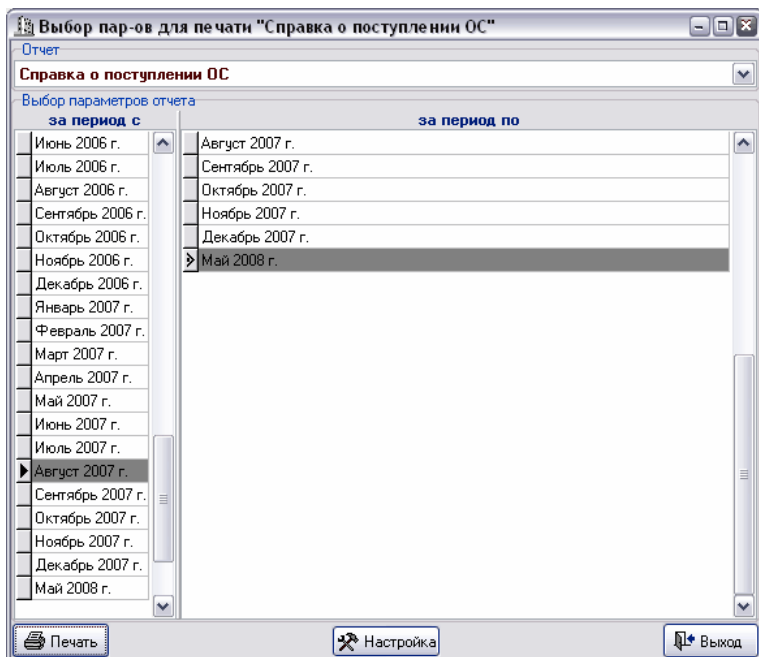 Выбор пар-ов для печати "Справка о поступлении ОС"
Отчет
Справка о поступлении ОС
Выбор параметров отчета
за период с
Июнь 2006 г.
Июль 2006 г.
Август 2006 г.
Сентябрь 2006 г.
Октябрь 2006 г.
Ноябрь 2006 г.
Декабрь 2006 г.
Январь 2007 г.
Февраль 2007 г.
Март 2007 г.
Апрель 2007 г.
Май 2007 г.
Июнь 2007 г.
Июль 2007 г.
Август 2007 г.
Сентябрь 2007 г.
Октябрь 2007 г.
Ноябрь 2007 г.
Декабрь 2007 г.
Май 2008 г.
за период по
Август 2007 г.
Сентябрь 2007 г.
Октябрь 2007 г.
Ноябрь 2007 г.
Декабрь 2007 г.
Май 2008 г.
Печать
Настройка
Выход